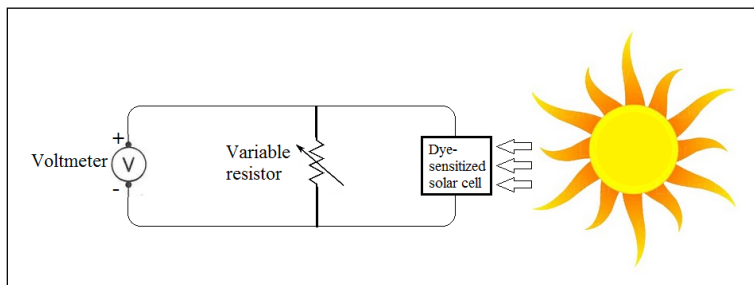 Voltmeter
+
V
-
Variable
resistor
Dye-
sensitized
solar cell